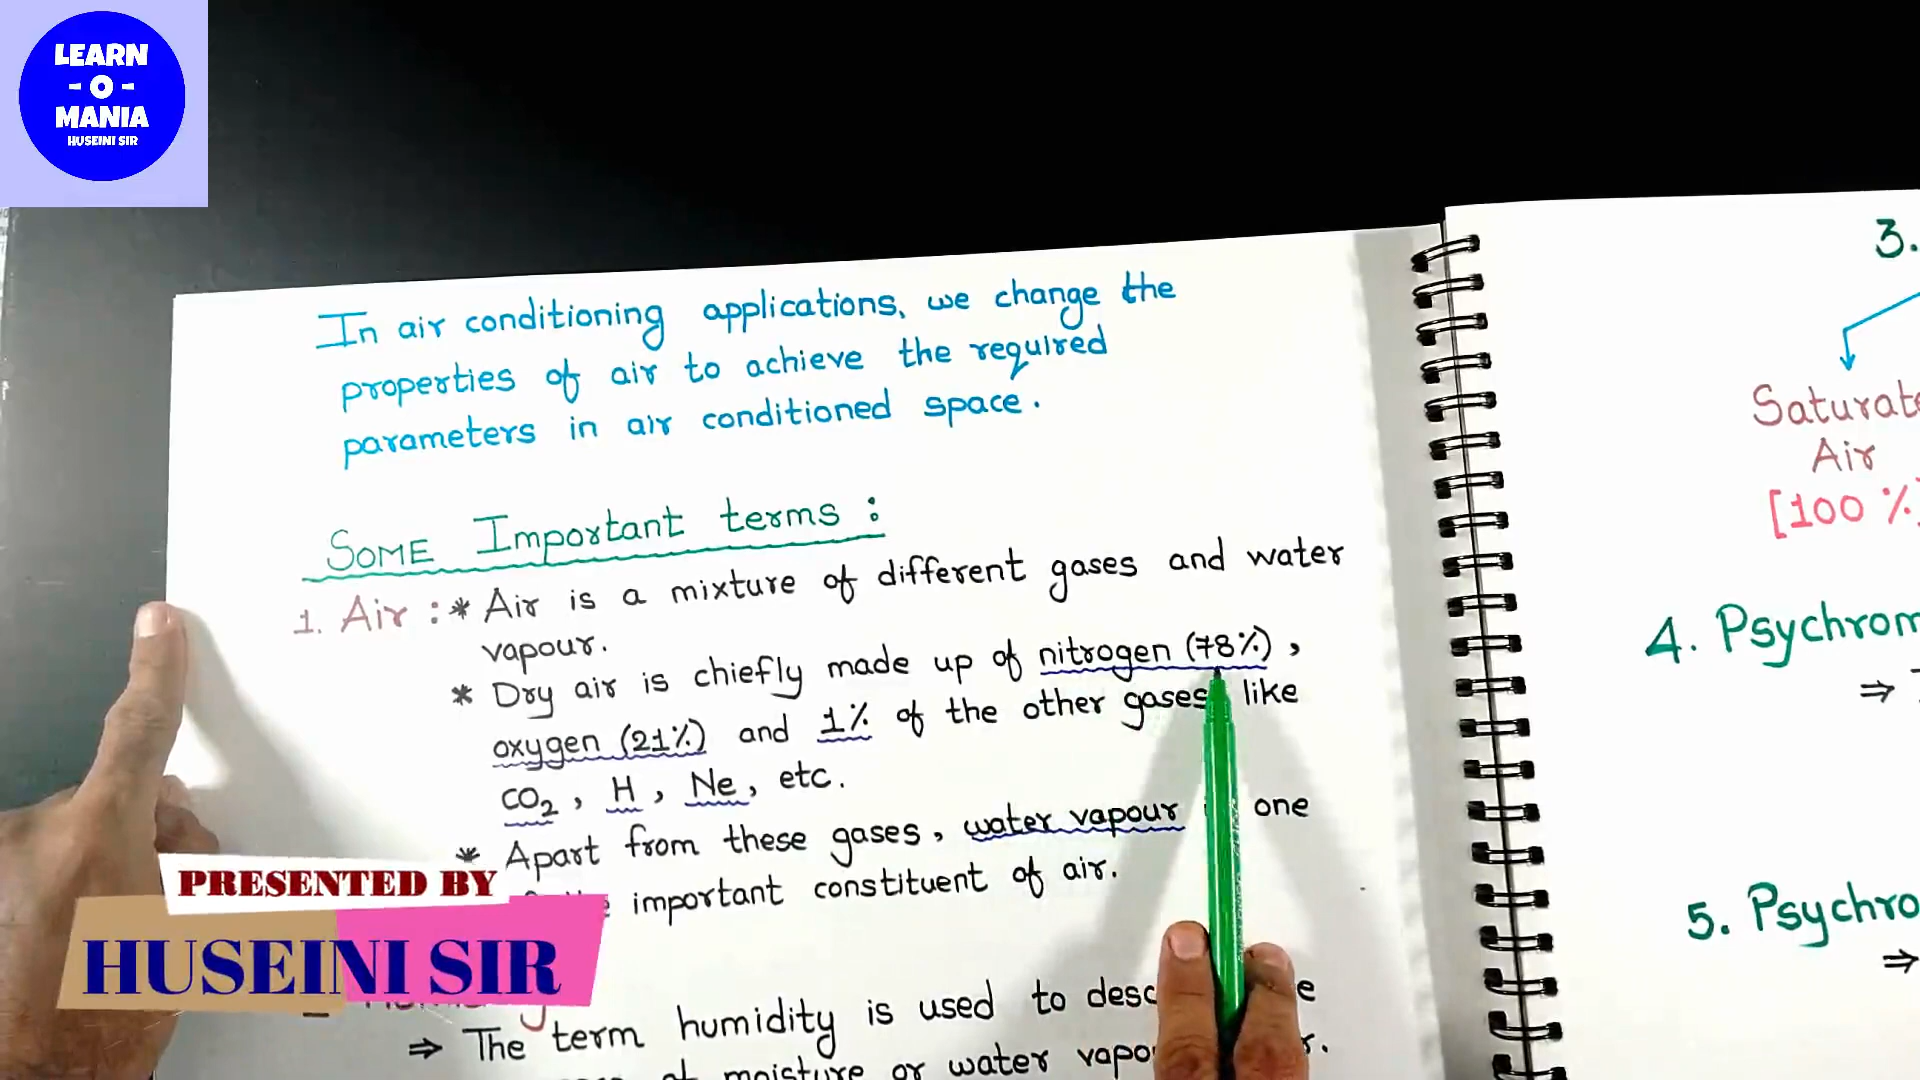 LEARN
- O -
MANIA
HUSEINI SIR
In air conditioning applications, we change the
properties of air to achieve the required
parameters in air conditioned space.
SOME Important terms :
1. Air : * Air is a mixture of different gases and water
vapour.
* Dry air is chiefly made up of nitrogen (78%),
oxygen (21%) and 1% of the other gases like
CO2, H, Ne, etc.
* Apart from these gases, water vapour one
important constituent of air.
⇒ The term humidity is used to
moisture or water
3.
Saturate
Air
[100 %]
4. Psychrom
⇒
5. Psychro
⇒
PRESENTED BY
HUSEINI SIR